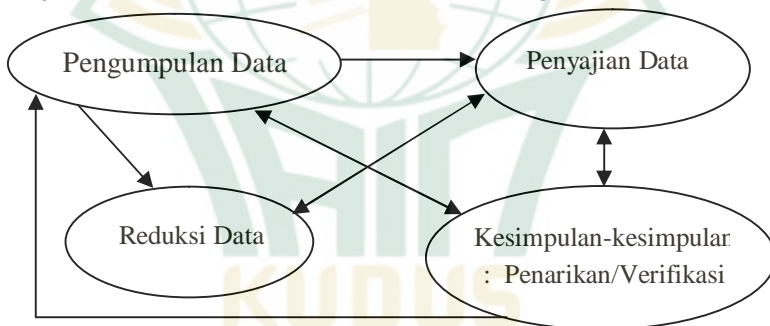 Pengumpulan Data
Penyajian Data
Reduksi Data
Kesimpulan-kesimpulan
: Penarikan/Verifikasi
KUDUS